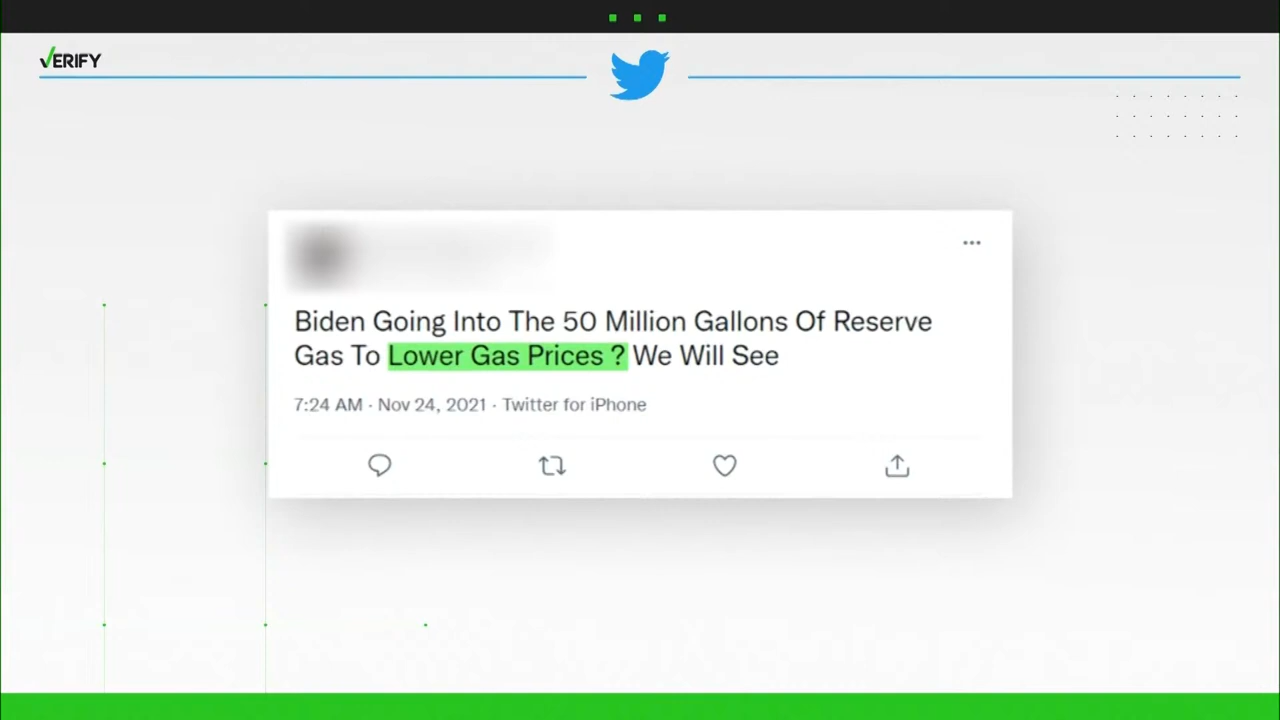 VERIFY
Biden Going Into The 50 Million Gallons Of Reserve
Gas To Lower Gas Prices ? We Will See
7:24 AM · Nov 24, 2021 · Twitter for iPhone